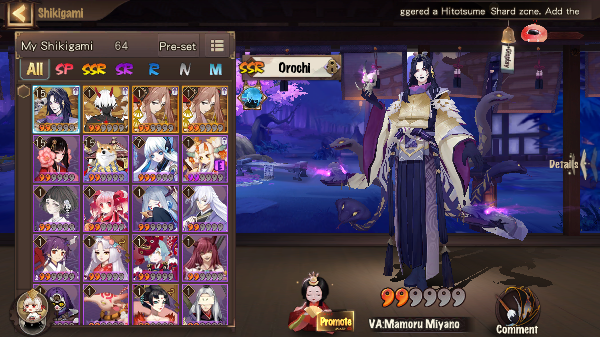 Shikigami
ggered a Hitotsume Shard zone. Add the
My Shikigami 64 Pre-set
All SP SSR SR R N M
SSR Orochi
Details
Promote
VA:Mamoru Miyano
Comment